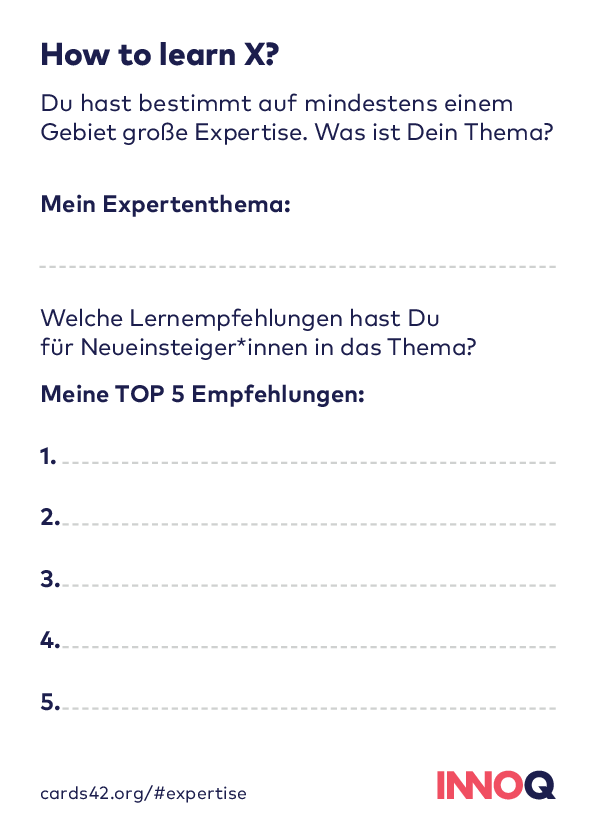 How to learn X?
Du hast bestimmt auf mindestens einem
Gebiet große Expertise. Was ist Dein Thema?
Mein Expertenthema:
Welche Lernempfehlungen hast Du
für Neueinsteiger*innen in das Thema?
Meine TOP 5 Empfehlungen:
1.
2.
3.
4.
5.
cards42.org/#expertise
INNOQ